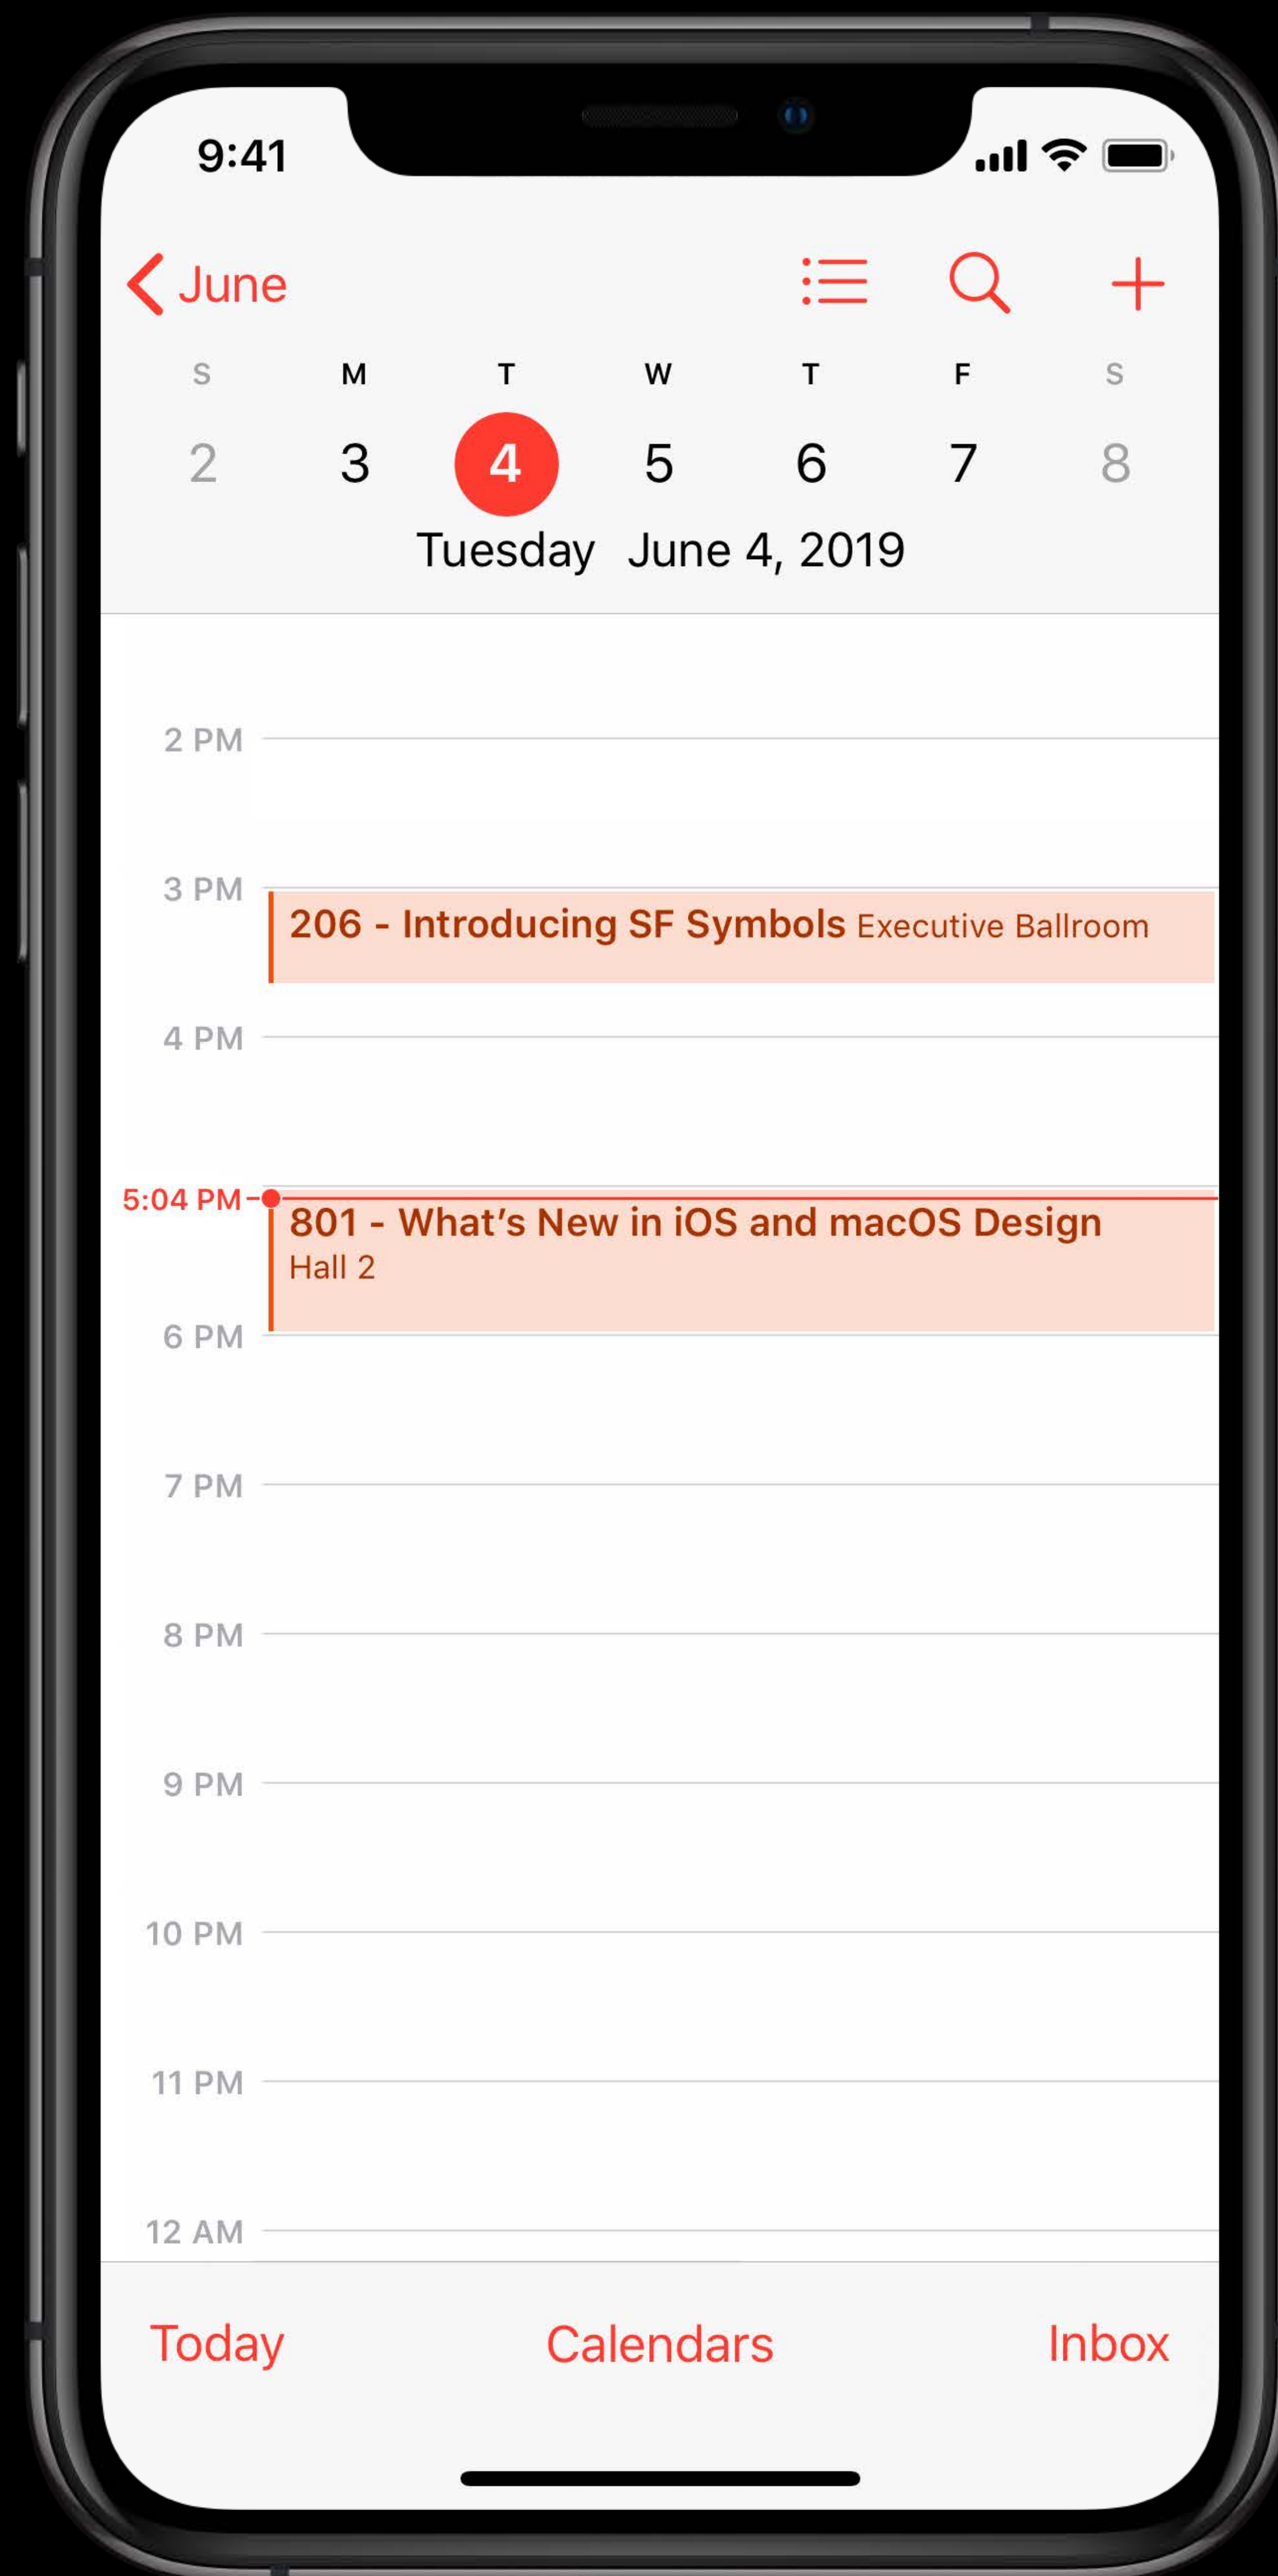 9:41
June
S M T W T F S
2 3 4 5 6 7 8
Tuesday June 4, 2019
2 PM
3 PM
206 - Introducing SF Symbols Executive Ballroom
4 PM
5:04 PM
801 - What’s New in iOS and macOS Design
Hall 2
6 PM
7 PM
8 PM
9 PM
10 PM
11 PM
12 AM
Today Calendars Inbox